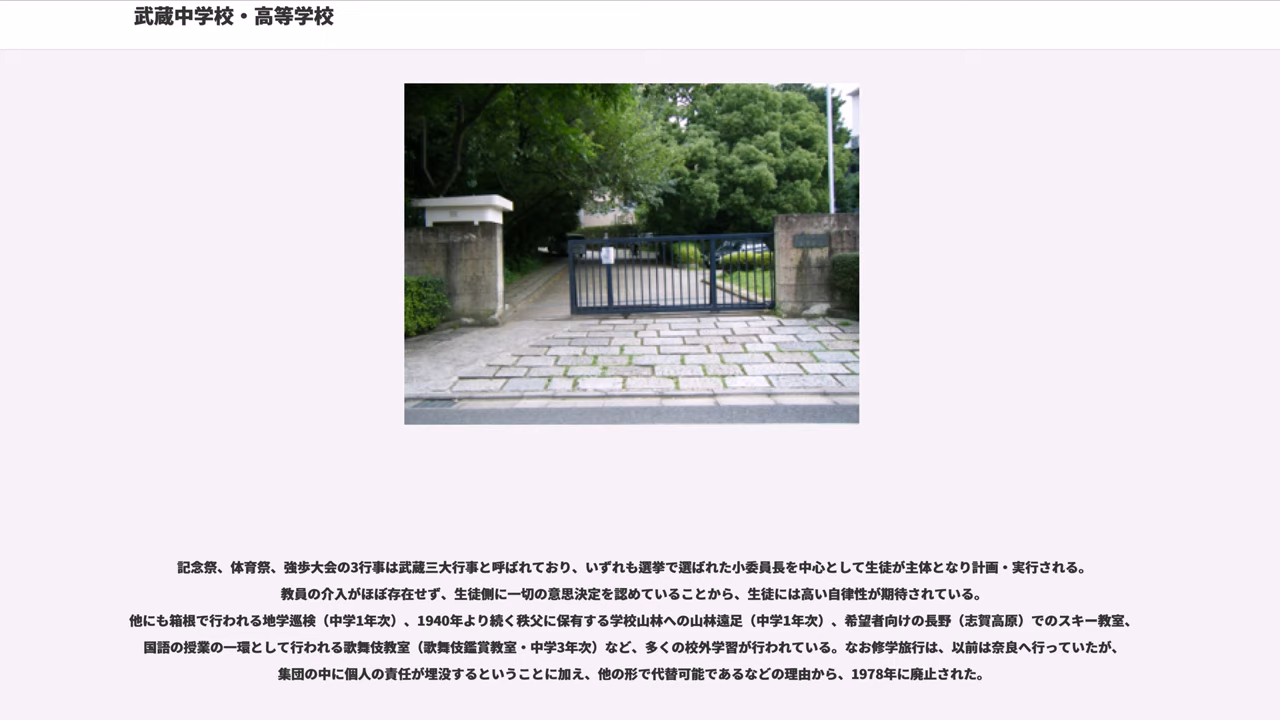 武蔵中学校・高等学校
記念祭、体育祭、強歩大会の3行事は武蔵三大行事と呼ばれており、いずれも選挙で選ばれた小委員長を中心として生徒が主体となり計画・実行される。
教員の介入がほぼ存在せず、生徒側に一切の意思決定を認めていることから、生徒には高い自律性が期待されている。
他にも箱根で行われる地学巡検（中学1年次）、1940年より続く秩父に保有する学校山林への山林遠足（中学1年次）、希望者向けの長野（志賀高原）でのスキー教室、
国語の授業の一環として行われる歌舞伎教室（歌舞伎鑑賞教室・中学3年次）など、多くの校外学習が行われている。なお修学旅行は、以前は奈良へ行っていたが、
集団の中に個人の責任が埋没するということに加え、他の形で代替可能であるなどの理由から、1978年に廃止された。